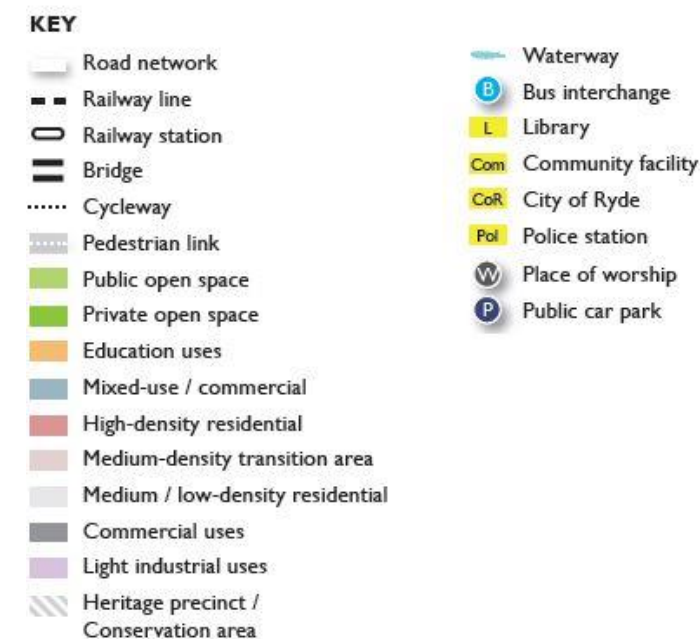 KEY
Road network
Railway line
Railway station
Bridge
Cycleway
Pedestrian link
Public open space
Private open space
Education uses
Mixed-use / commercial
High-density residential
Medium-density transition area
Medium / low-density residential
Commercial uses
Light industrial uses
Heritage precinct /
Conservation area
Waterway
B Bus interchange
L Library
Com Community facility
CoR City of Ryde
Pol Police station
W Place of worship
P Public car park